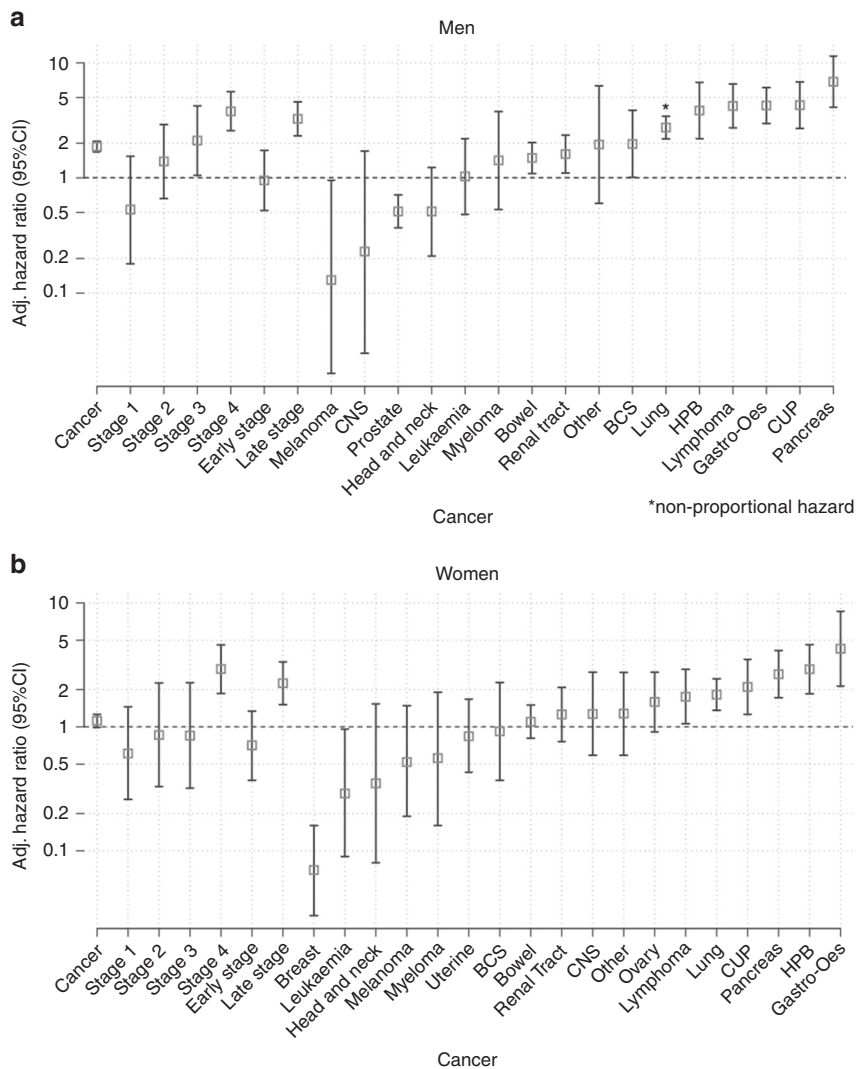 a
Men
Adj. hazard ratio (95%CI)
10
5
2
1
0.5
0.2
0.1
*
Cancer
Stage 1
Stage 2
Stage 3
Stage 4
Early stage
Late stage
Melanoma
CNS
Prostate
Head and neck
Leukaemia
Myeloma
Bowel
Renal tract
Other
BCS
Lung
HPB
Lymphoma
Gastro-Oes
CUP
Pancreas
*non-proportional hazard
Cancer
b
Women
Adj. hazard ratio (95%CI)
10
5
2
1
0.5
0.2
0.1
Cancer
Stage 1
Stage 2
Stage 3
Stage 4
Early stage
Late stage
Breast
Leukaemia
Head and neck
Melanoma
Myeloma
Uterine
BCS
Bowel
Renal Tract
CNS
Other
Ovary
Lymphoma
Lung
CUP
Pancreas
HPB
Gastro-Oes
Cancer